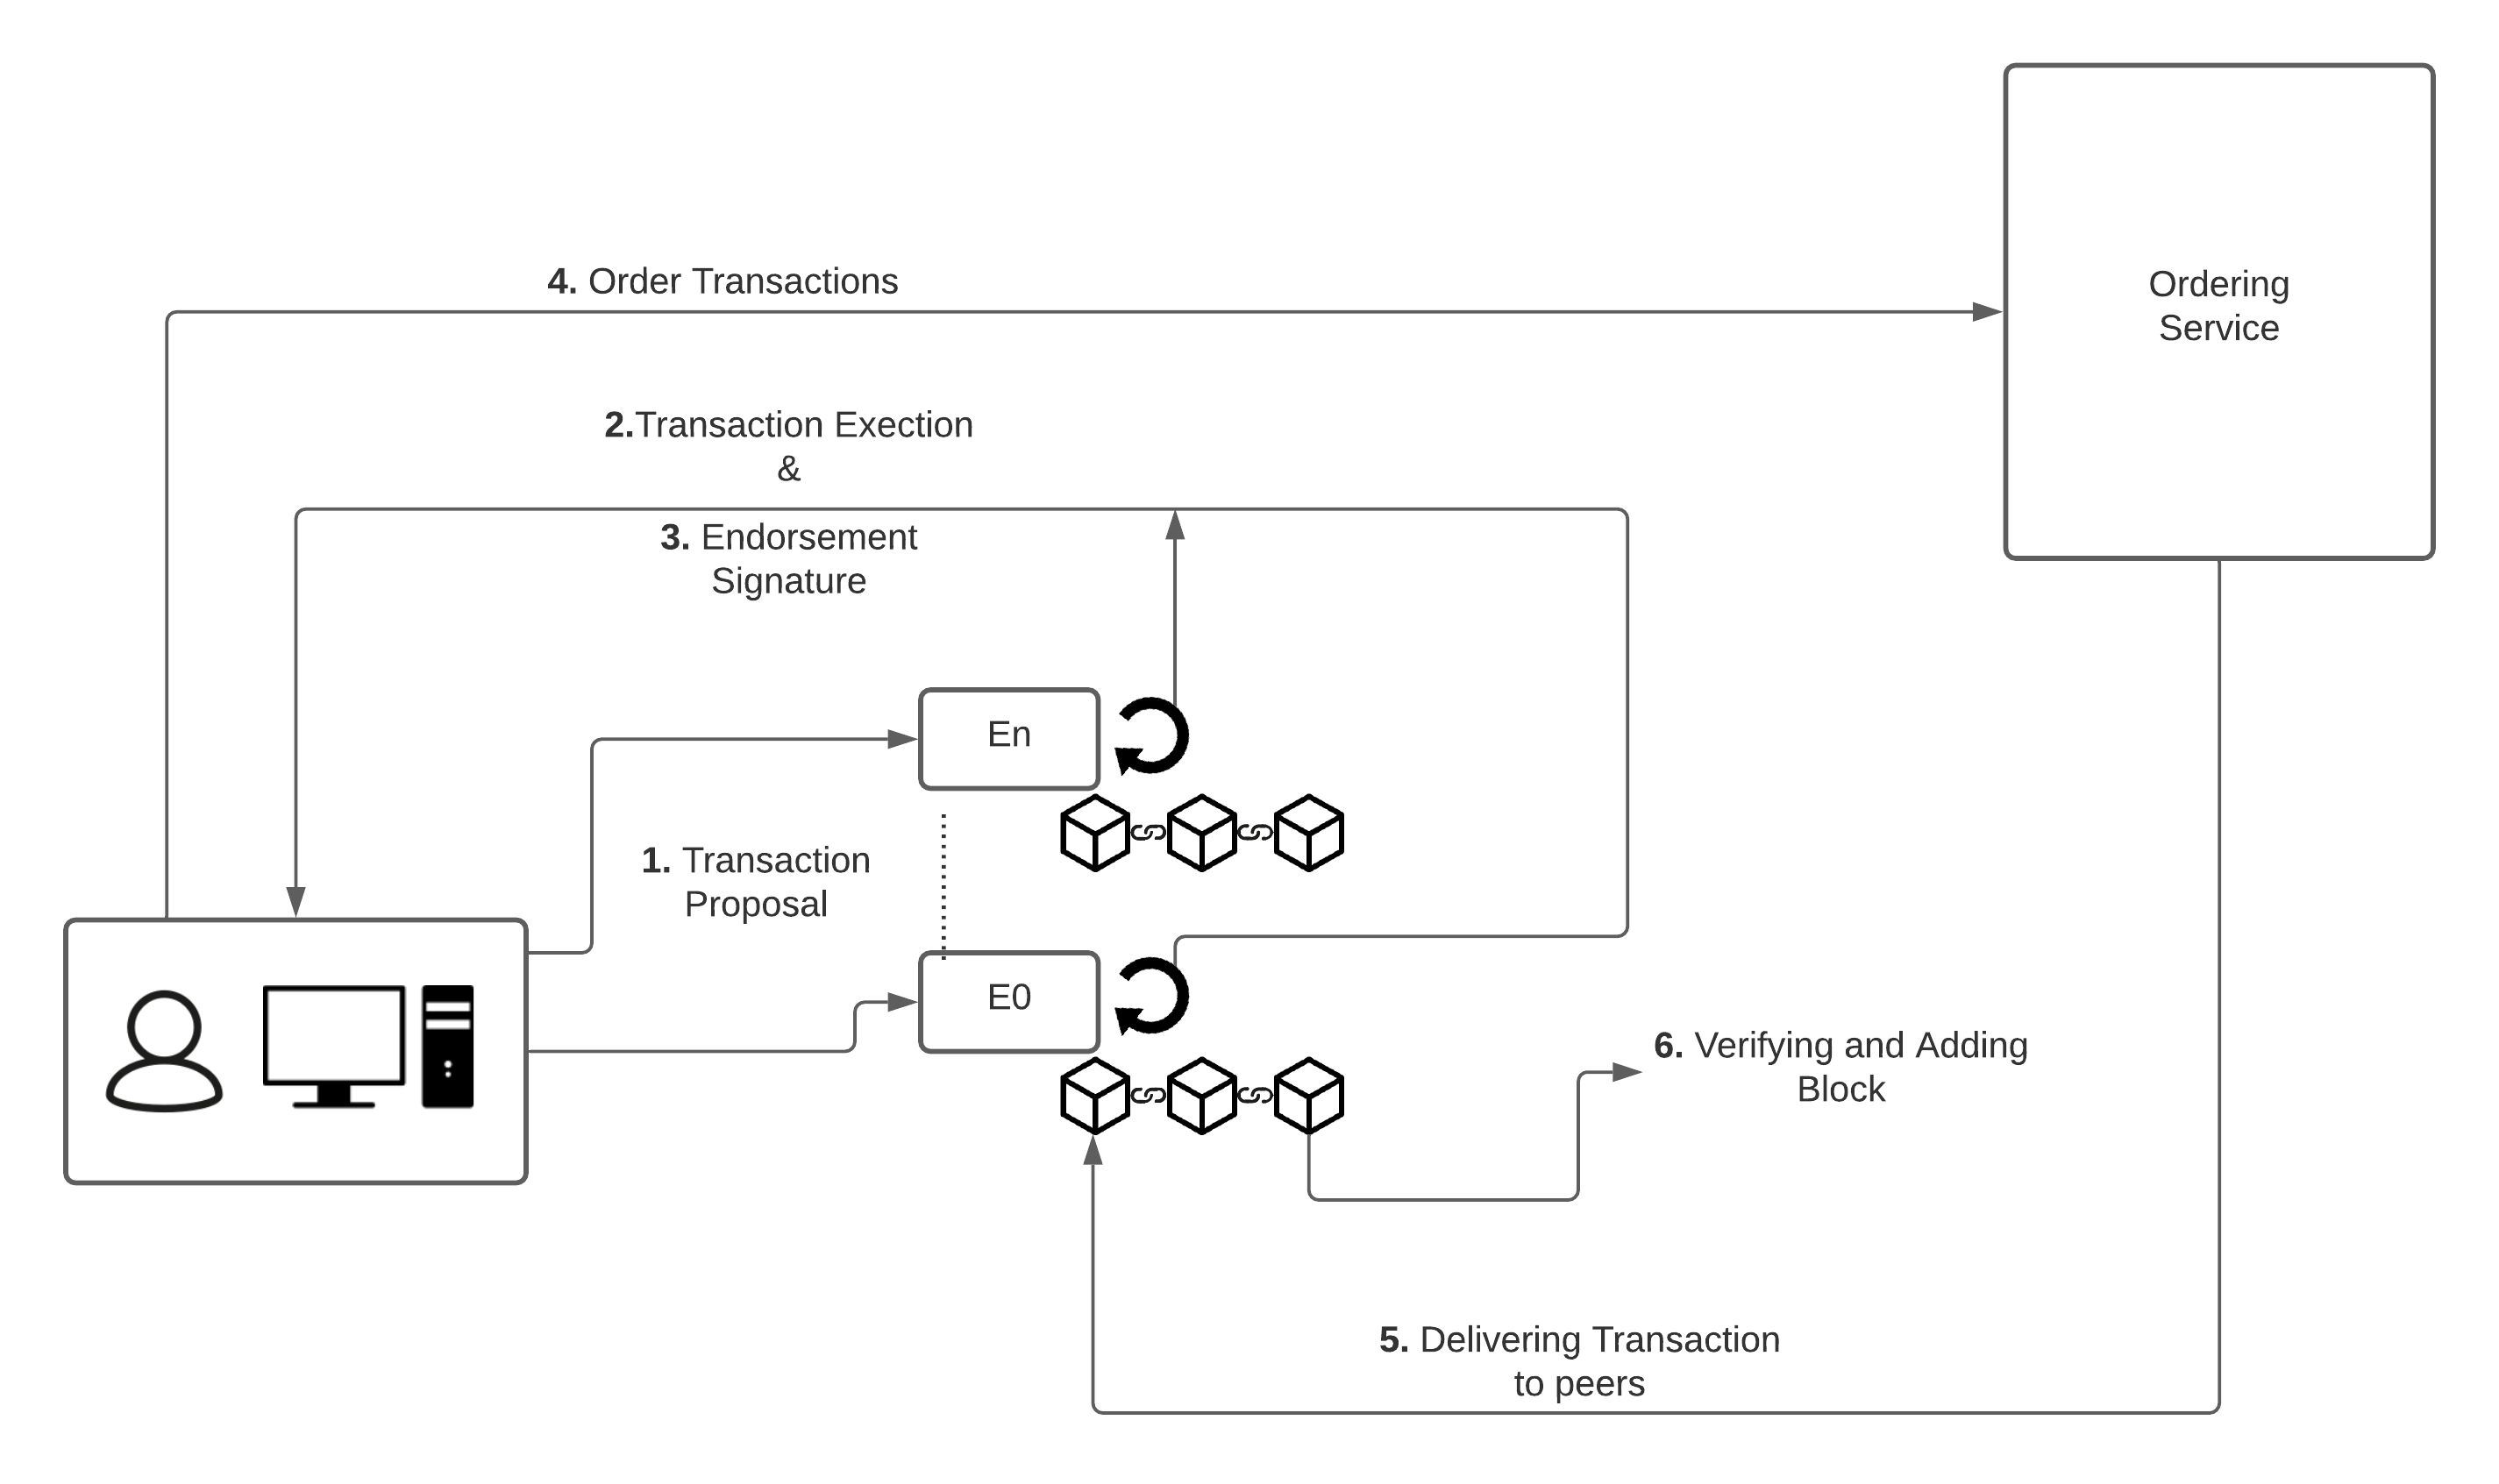 4. Order Transactions
Ordering
Service
2.Transaction Exection
&
3. Endorsement
Signature
En
1. Transaction
Proposal
E0
6. Verifying and Adding
Block
5. Delivering Transaction
to peers